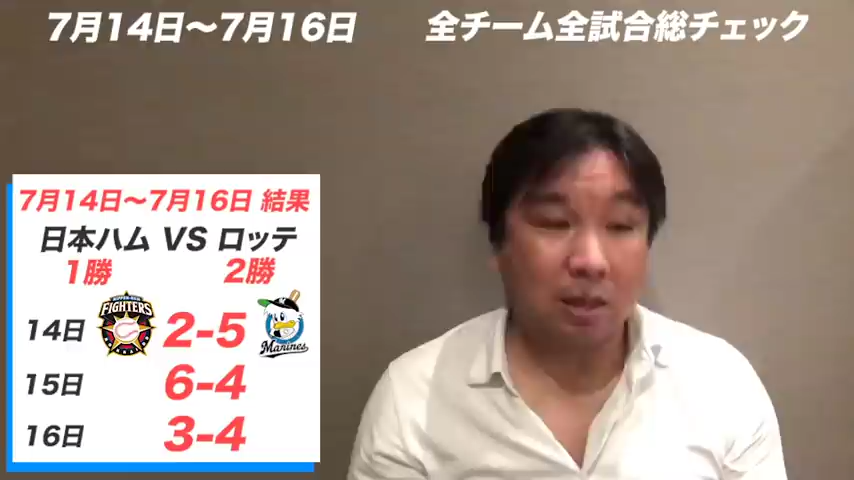 7月14日〜7月16日
全チーム全試合総チェック
7月14日〜7月16日 結果
日本ハム VS ロッテ
1勝 2勝
14日 FIGHTERS 2-5 Marines
15日 6-4
16日 3-4